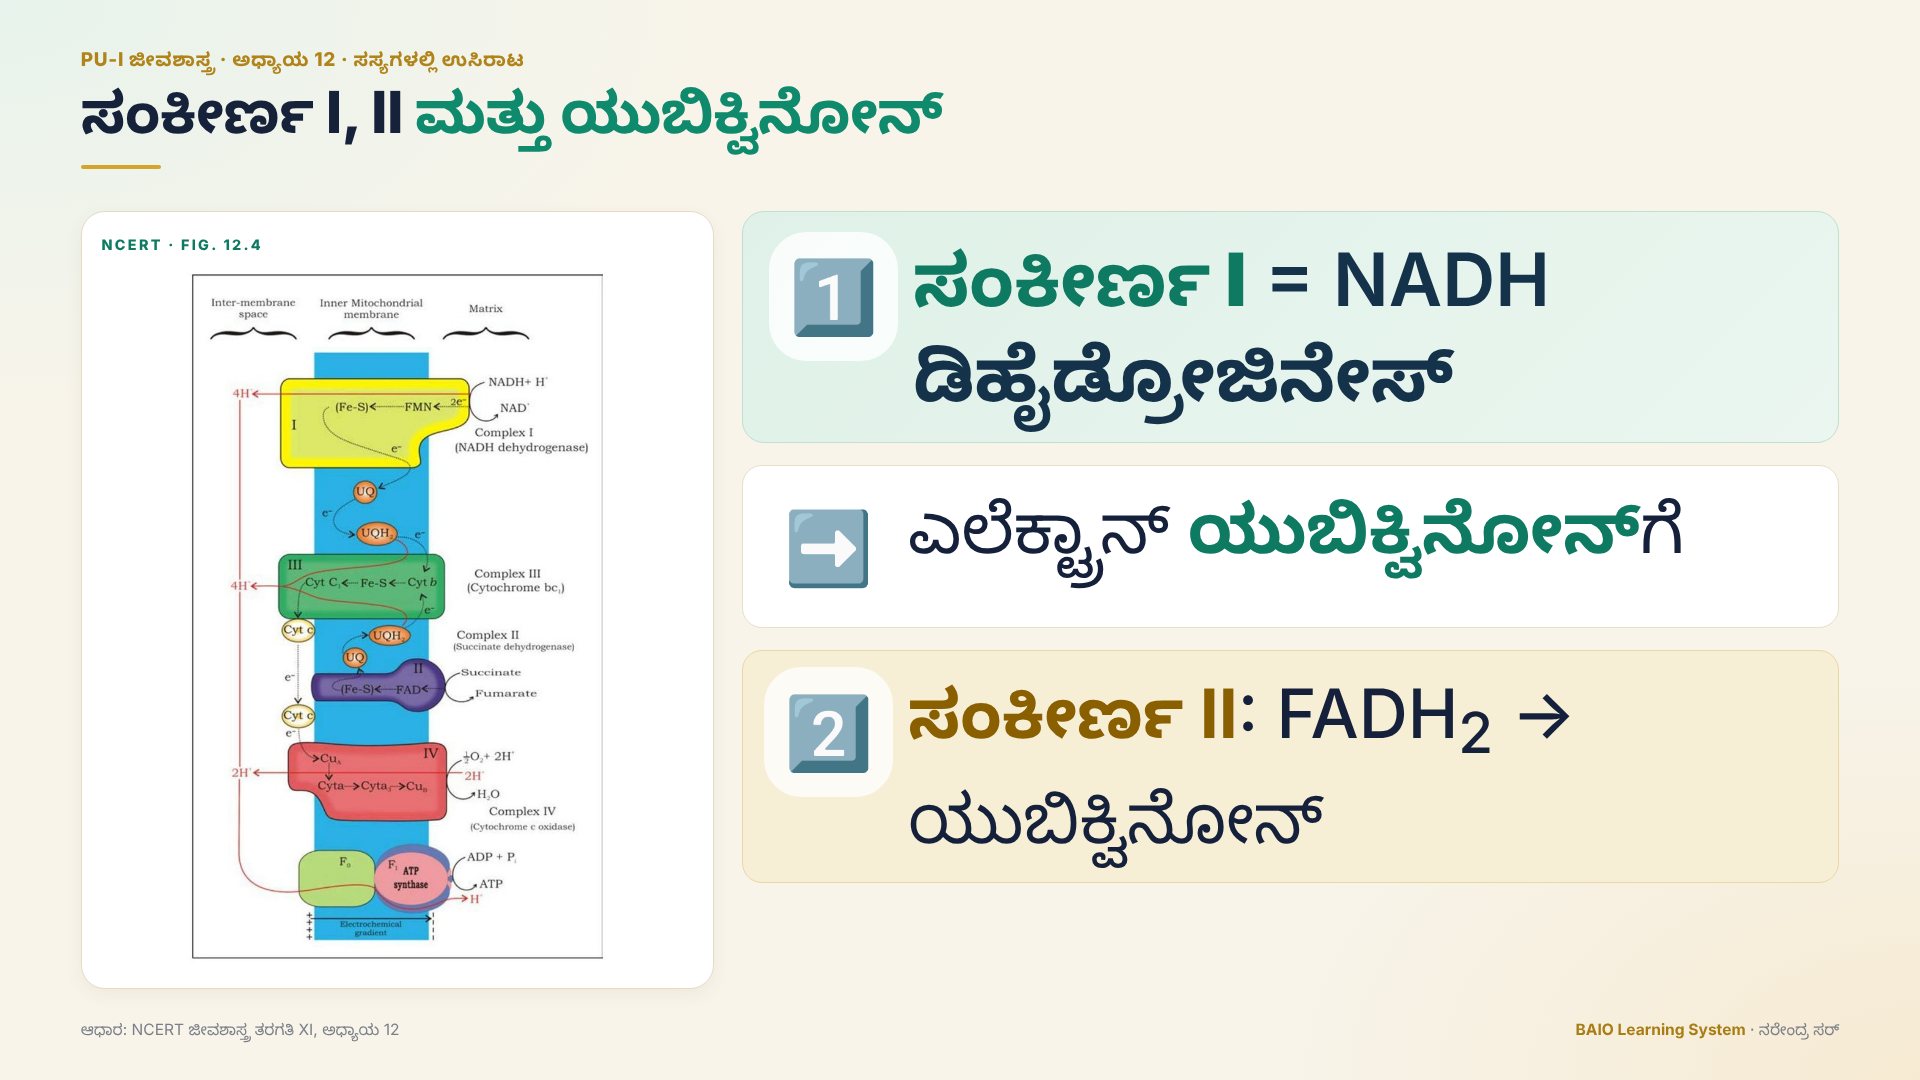 PU-I ಜೀವಶಾಸ್ತ್ರ · ಅಧ್ಯಾಯ 12 · ಸಸ್ಯಗಳಲ್ಲಿ ಉಸಿರಾಟ
ಸಂಕೀರ್ಣ I, II ಮತ್ತು ಯುಬಿಕ್ವಿನೋನ್
NCERT · FIG. 12.4
Inter-membrane space
Inner Mitochondrial membrane
Matrix
NADH+ H⁺
4H⁺
(Fe-S) FMN 2e⁻
NAD⁺
I
Complex I
(NADH dehydrogenase)
e⁻
UQ
e⁻
UQH₂
e⁻
III
Cyt C₁ Fe-S Cyt b
4H⁺
Complex III
(Cytochrome bc₁)
e⁻
Cyt c
UQH₂
Complex II
(Succinate dehydrogenase)
UQ
II
Succinate
e⁻
(Fe-S) FAD
Fumarate
Cyt c
e⁻
IV
CuA
½O₂+ 2H⁺
2H⁺
2H⁺
Cyta Cyta₃ CuB
H₂O
Complex IV
(Cytochrome c oxidase)
F₀
F₁
ATP synthase
ADP + Pᵢ
ATP
H⁺
+ + + +
Electrochemical gradient
ಸಂಕೀರ್ಣ I = NADH
ಡಿಹೈಡ್ರೋಜಿನೇಸ್
1
➡
ಎಲೆಕ್ಟ್ರಾನ್ ಯುಬಿಕ್ವಿನೋನ್‌ಗೆ
2
ಸಂಕೀರ್ಣ II: FADH₂ →
ಯುಬಿಕ್ವಿನೋನ್
ಆಧಾರ: NCERT ಜೀವಶಾಸ್ತ್ರ ತರಗತಿ XI, ಅಧ್ಯಾಯ 12
BAIO Learning System · ನರೇಂದ್ರ ಸರ್